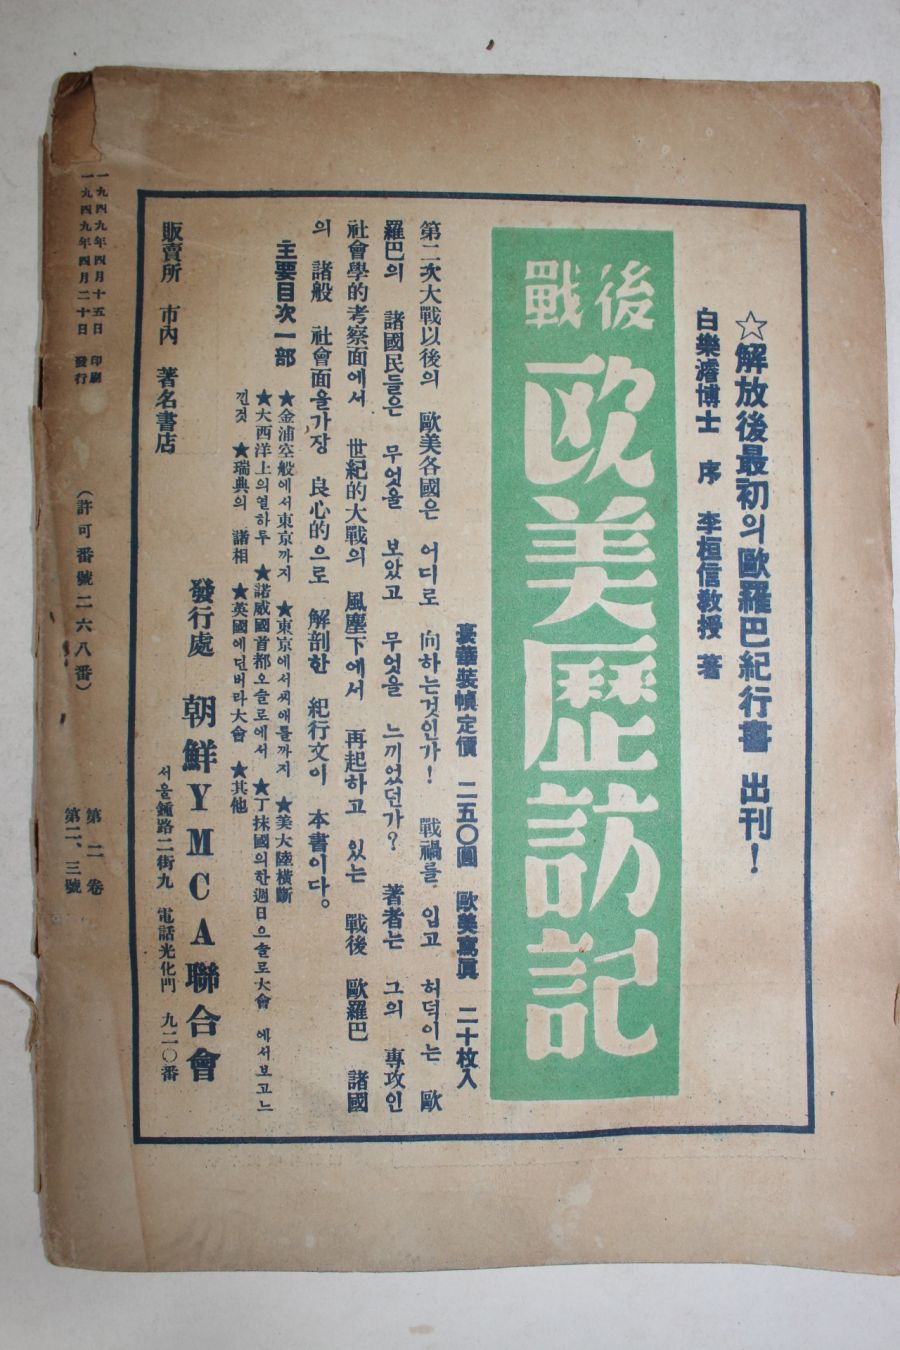 ☆解放後最初의歐羅巴紀行書 出刊!
白樂濬博士 序 李桓信敎授 著
戰後
歐美歷訪記
豪華裝幀定價 二五〇圓 歐美寫眞 二十枚入
第二次大戰以後의 歐美各國은 어디로 向하는것인가! 戰禍를 입고 허덕이는 歐
羅巴의 諸國民들은 무엇을 보았고 무엇을 느끼었던가? 著者는 그의 專攻인
社會學的考察面에서 世紀的大戰의 風塵下에서 再起하고 있는 戰後 歐羅巴 諸國
의 諸般 社會面을가장 良心的으로 解剖한 紀行文이 本書이다。
主要目次一部
★金浦空般에서東京까지 ★東京에서씨애틀까지 ★美大陸橫斷
★大西洋上의열하루 ★諾威國首都오슬로에서 ★丁抹國의한週日으슬로大會 에서보고느
낀것 ★瑞典의 諸相 ★英國에던버라大會 ★其他
發行處 朝鮮YMCA聯合會
서울鍾路二街九 電話光化門 九二〇番
販賣所 市內 著名書店
一九四九年四月十五日 印刷
一九四九年四月二十日 發行
(許可番號二六八番)
第二卷
第二、三號